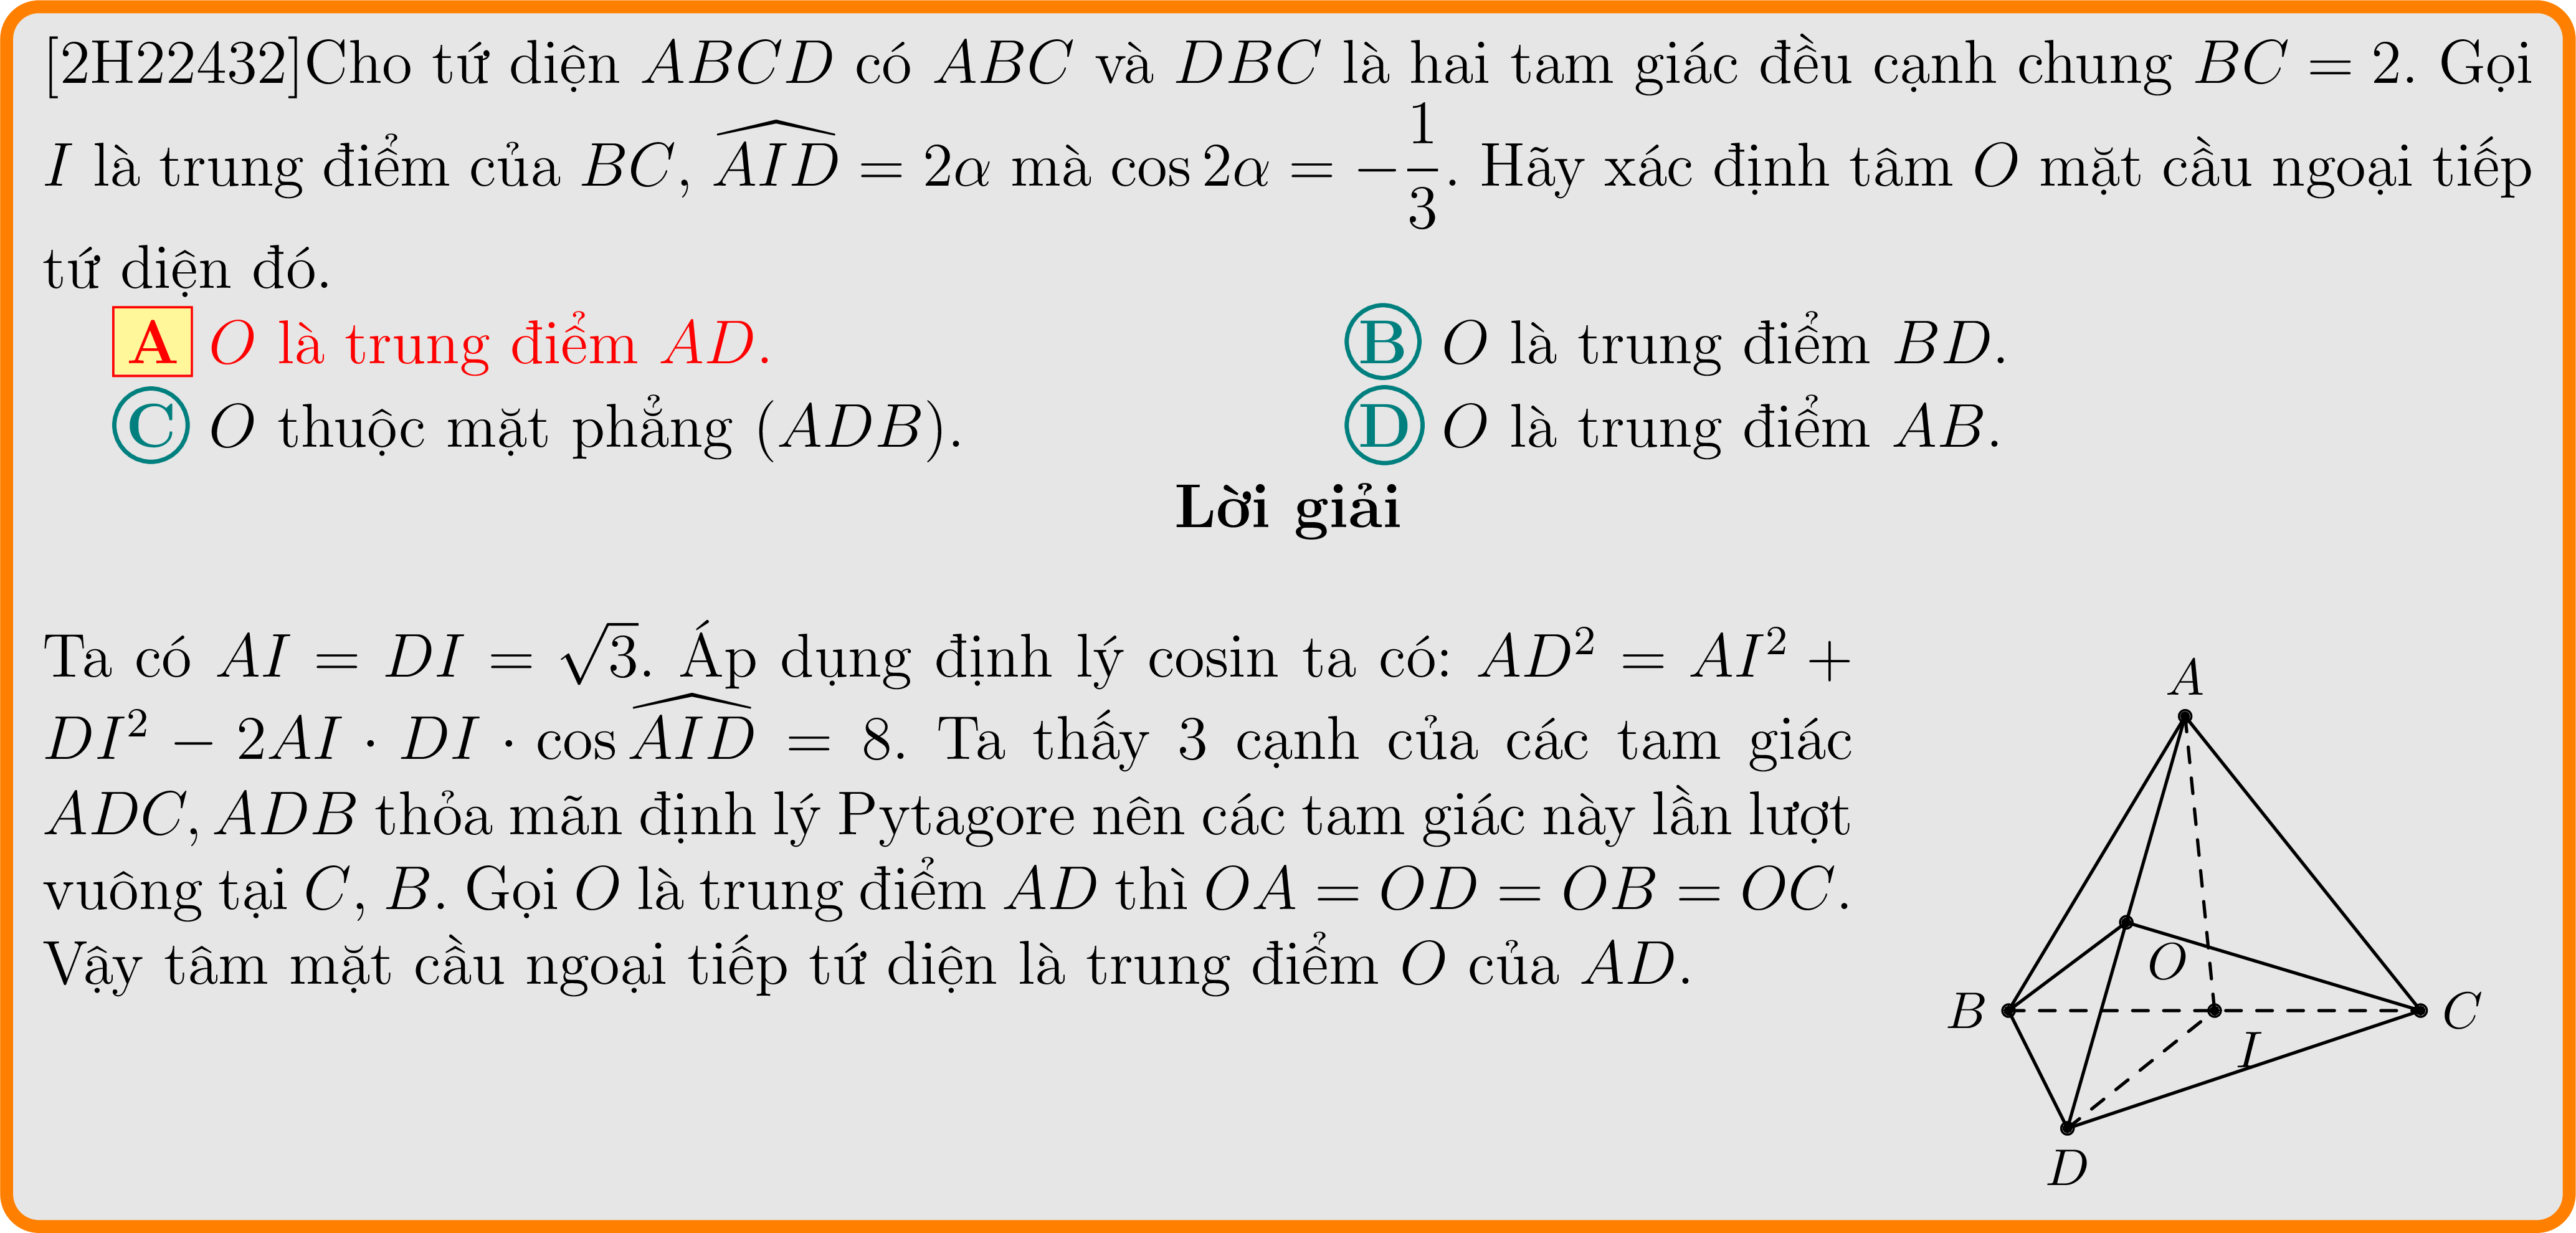 [2H22432]Cho tứ diện ABCD có ABC và DBC là hai tam giác đều cạnh chung BC = 2. Gọi
I là trung điểm của BC, $\widehat{AID} = 2\alpha$ mà $\cos 2\alpha = -\dfrac{1}{3}$. Hãy xác định tâm O mặt cầu ngoại tiếp
tứ diện đó.
A O là trung điểm AD.
B O là trung điểm BD.
C O thuộc mặt phẳng (ADB).
D O là trung điểm AB.
Lời giải
Ta có $AI = DI = \sqrt{3}$. Áp dụng định lý cosin ta có: $AD^2 = AI^2 +$
$DI^2 - 2AI \cdot DI \cdot \cos \widehat{AID} = 8$. Ta thấy 3 cạnh của các tam giác
ADC, ADB thỏa mãn định lý Pytagore nên các tam giác này lần lượt
vuông tại C, B. Gọi O là trung điểm AD thì OA = OD = OB = OC.
Vậy tâm mặt cầu ngoại tiếp tứ diện là trung điểm O của AD.
A
O
B
C
I
D